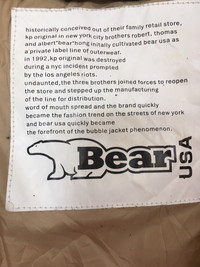 historically conceived out of their family retail store,
kp original in new york city brothers robert, thomas
and albert"bear"hong initally cultivated bear usa as
a private label line of outerwear.
in 1992,kp original was destroyed
during a nyc incident prompted
by the los angeles riots.
undaunted,the three brothers joined forces to reopen
the store and stepped up the manufacturing
of the line for distribution.
word of mouth spread and the brand quickly
become the fashion trend on the streets of new york
and bear usa quickly became
the forefront of the bubble jacket phenomenon.
Bear
USA